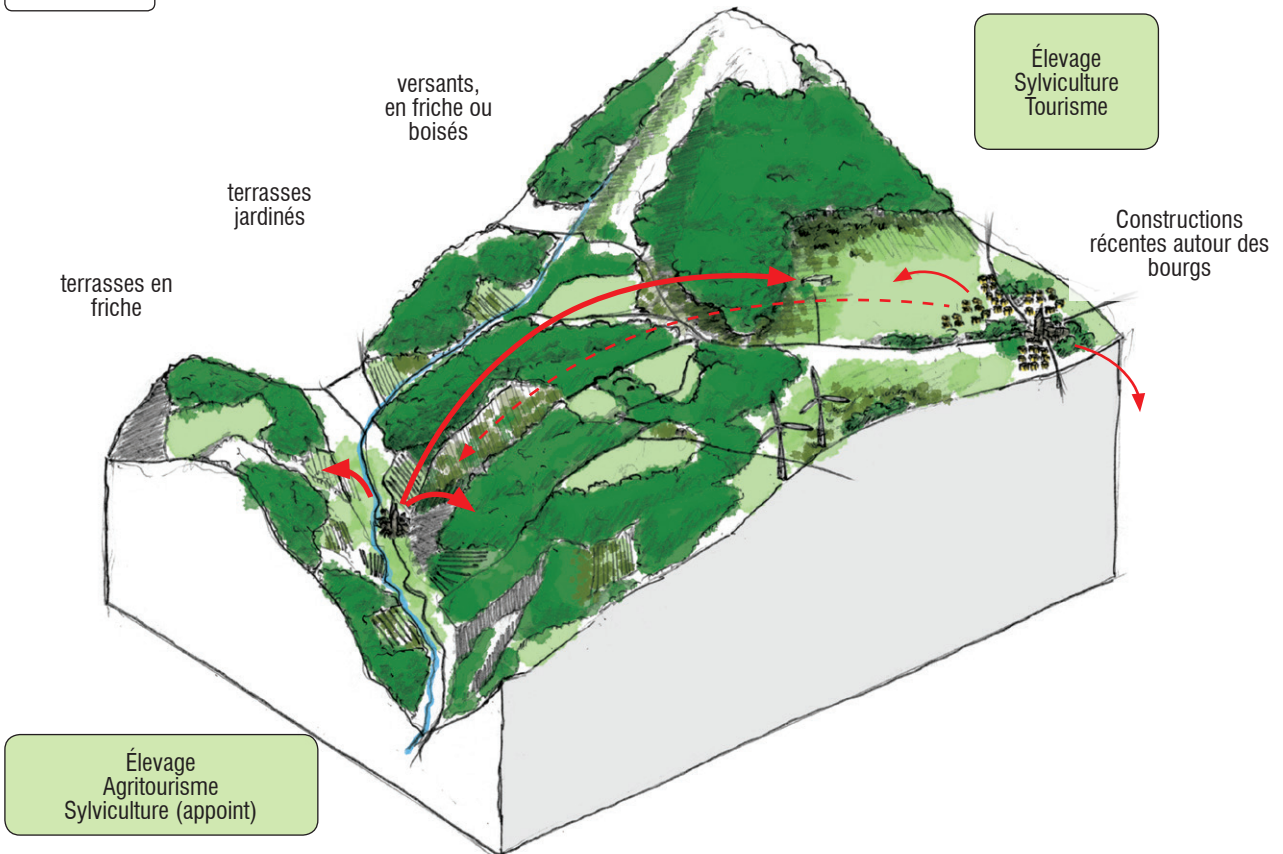 versants,
en friche ou
boisés
Élevage
Sylviculture
Tourisme
terrasses
jardinés
Constructions
récentes autour des
bourgs
terrasses en
friche
Élevage
Agritourisme
Sylviculture (appoint)